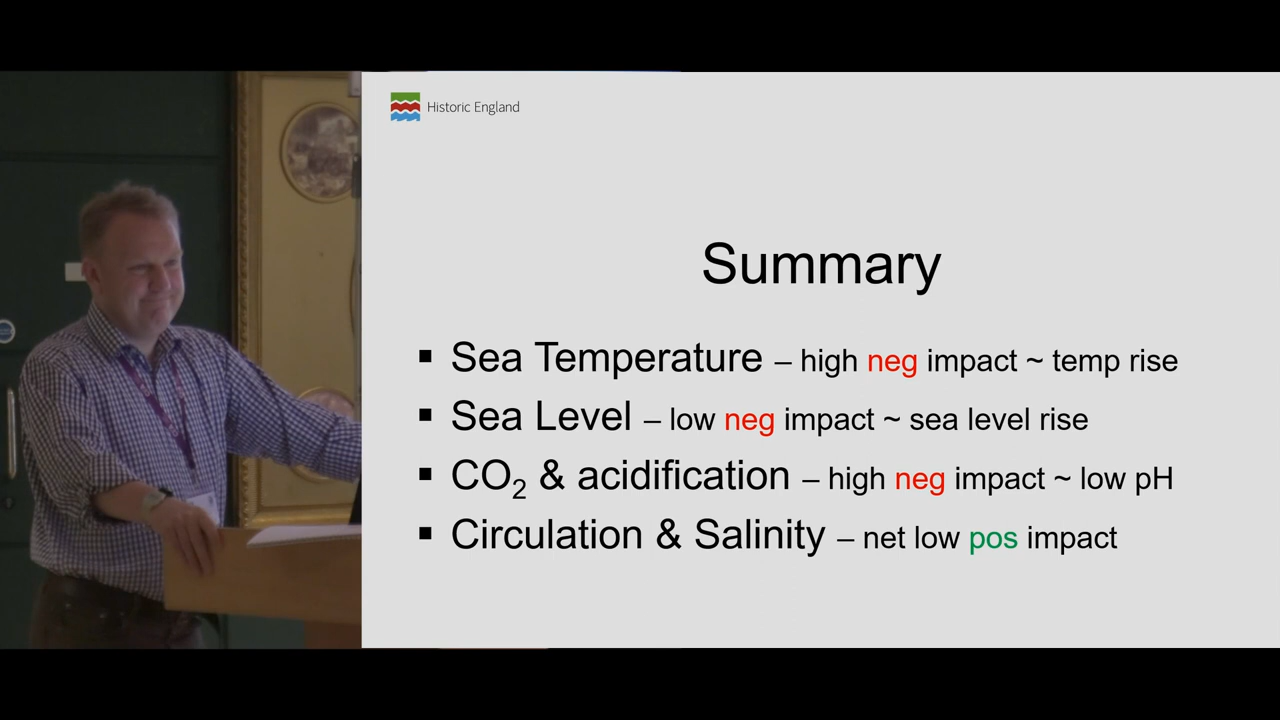 Historic England
Summary
▪ Sea Temperature – high neg impact ~ temp rise
▪ Sea Level – low neg impact ~ sea level rise
▪ CO₂ & acidification – high neg impact ~ low pH
▪ Circulation & Salinity – net low pos impact